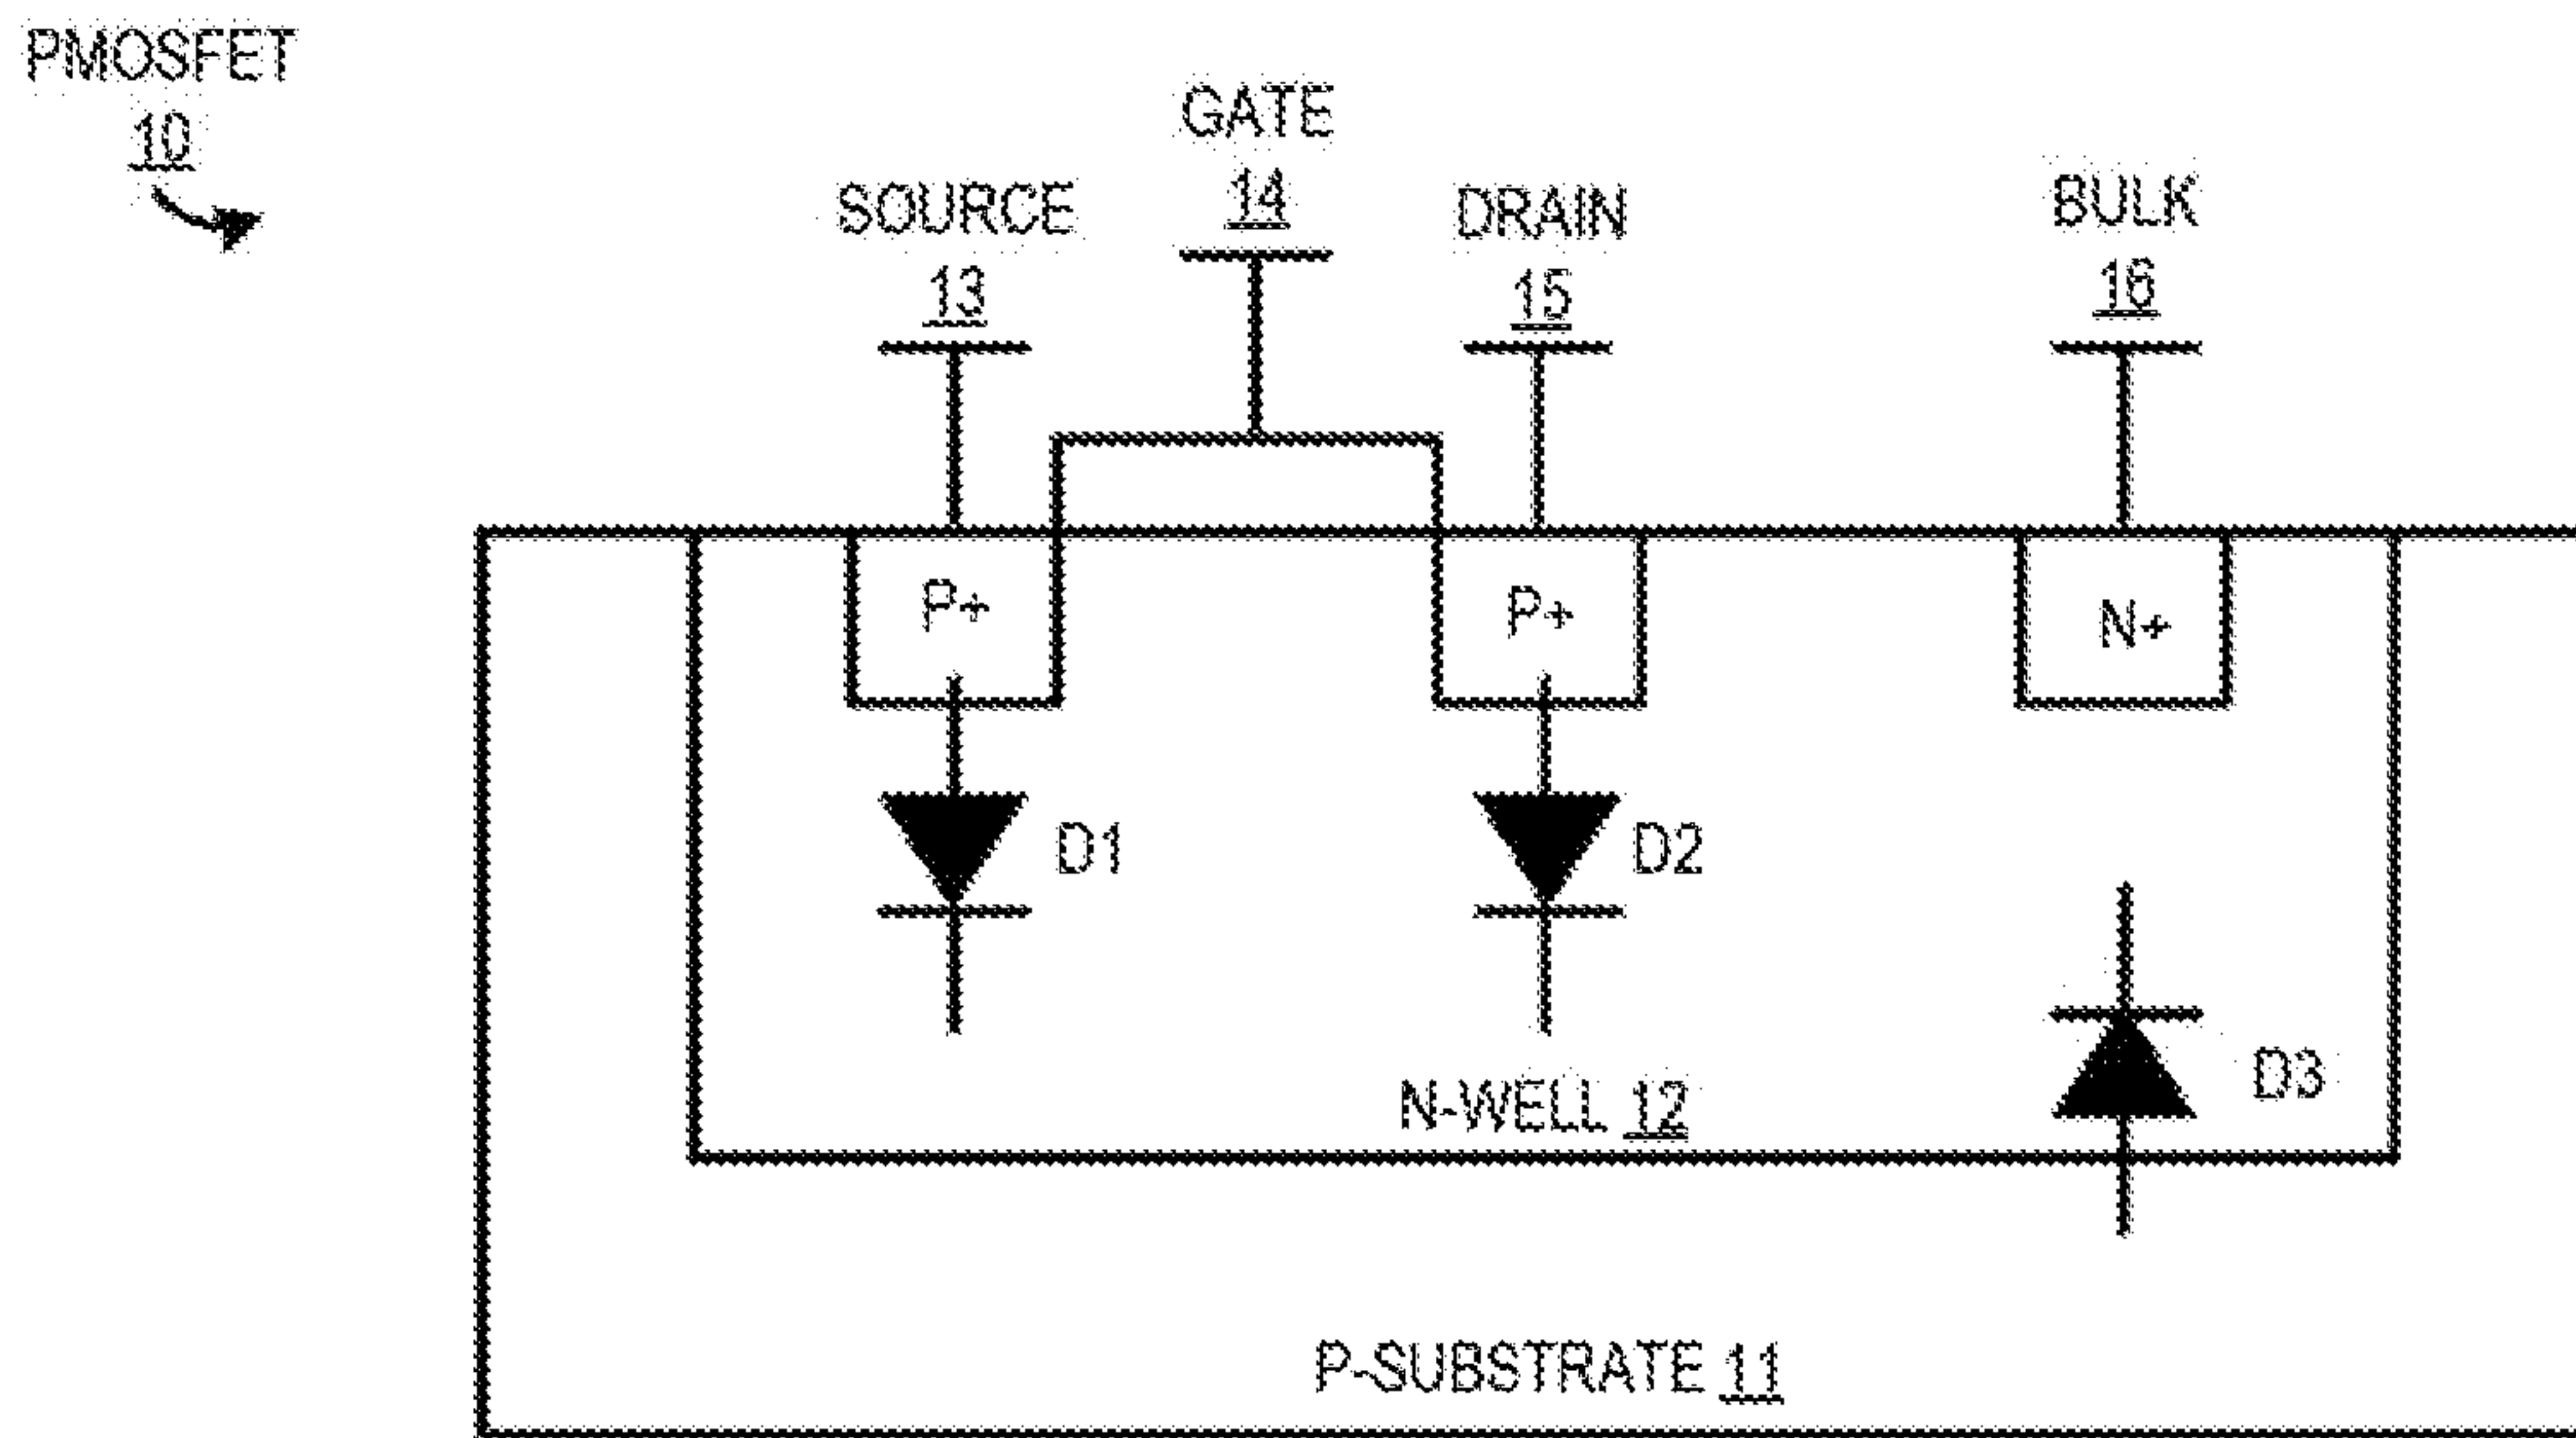 PMOSFET
10
GATE
14
SOURCE
13
DRAIN
15
BULK
16
P+
P+
N+
D1
D2
D3
N-WELL 12
P-SUBSTRATE 11